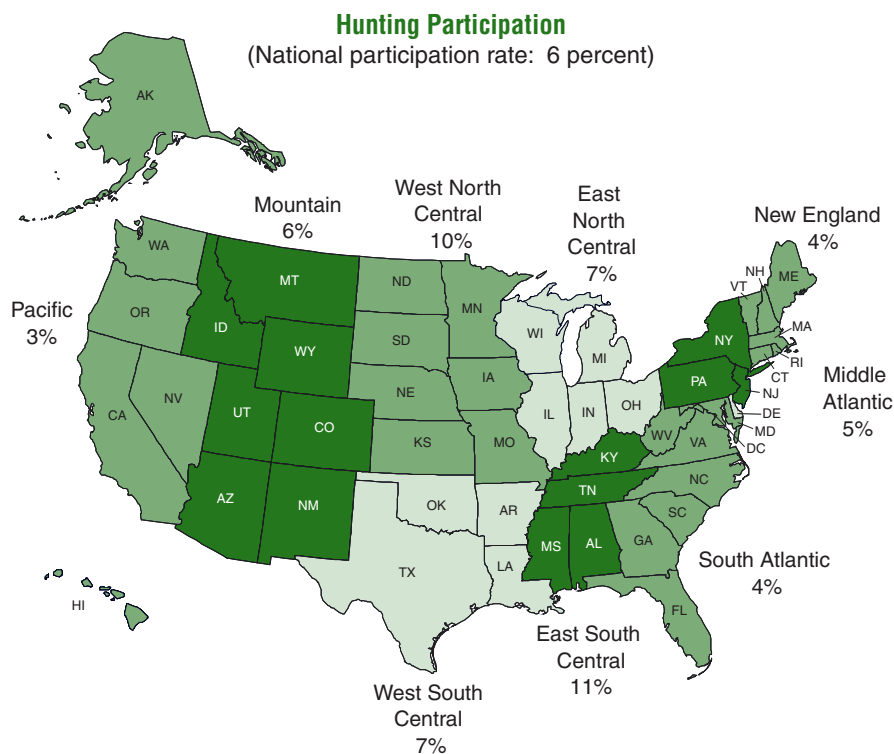 Hunting Participation
(National participation rate:  6 percent)
AK
Mountain
6%
West North
Central
10%
East
North
Central
7%
New England
4%
Pacific
3%
Middle
Atlantic
5%
South Atlantic
4%
East South
Central
11%
West South
Central
7%
WA
OR
CA
NV
ID
MT
WY
UT
CO
AZ
NM
ND
SD
NE
KS
MN
IA
MO
WI
MI
IL
IN
OH
OK
TX
AR
LA
KY
TN
MS
AL
WV
VA
NC
SC
GA
FL
NY
PA
VT
NH
ME
MA
RI
CT
NJ
DE
MD
DC
HI